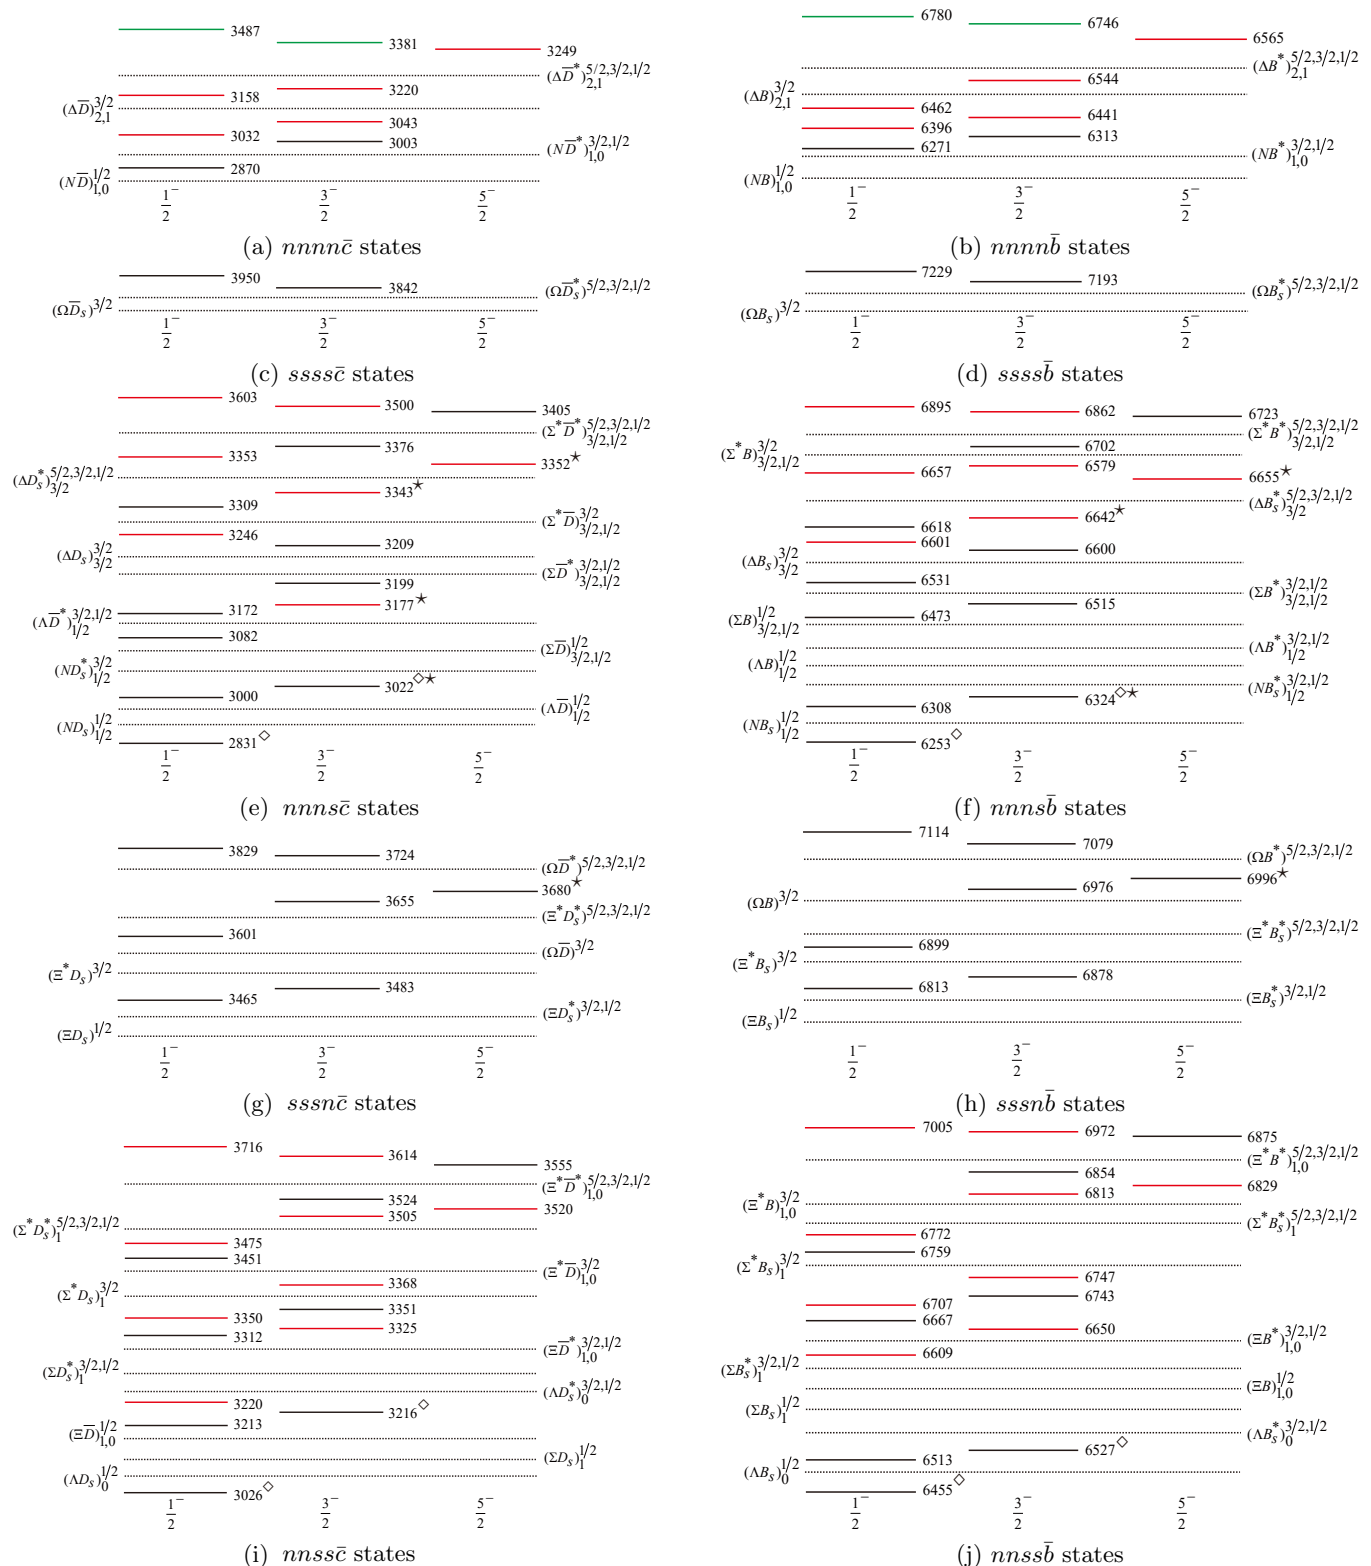 3487
3381
3249
(ΔD̅*)2,1^5/2,3/2,1/2
3220
3158
(ΔD̅)2,1^3/2
3043
3032
3003
(ND̅*)1,0^3/2,1/2
2870
(ND̅)1,0^1/2
1/2⁻ 3/2⁻ 5/2⁻
(a) nnnnc̄ states
6780
6746
6565
(ΔB*)2,1^5/2,3/2,1/2
6544
(ΔB)2,1^3/2
6462
6441
6396
6313
6271
(NB*)1,0^3/2,1/2
(NB)1,0^1/2
1/2⁻ 3/2⁻ 5/2⁻
(b) nnnnb̄ states
3950
3842
(ΩD̅s*)^5/2,3/2,1/2
(ΩD̅s)^3/2
1/2⁻ 3/2⁻ 5/2⁻
(c) ssssc̄ states
7229
7193
(ΩBs*)^5/2,3/2,1/2
(ΩBs)^3/2
1/2⁻ 3/2⁻ 5/2⁻
(d) ssssb̄ states
3603
3500
3405
(Σ*D̅*)3/2,1/2^5/2,3/2,1/2
3376
3353
3352⋆
(ΔDs*)3/2^5/2,3/2,1/2
3343⋆
3309
(Σ*D̅)3/2,1/2^3/2
3246
3209
(ΔDs)3/2^3/2
(ΣD̅*)3/2,1/2^3/2,1/2
3199
3177⋆
3172
(ΛD̅*)1/2^3/2,1/2
3082
(ΣD̅)3/2,1/2^1/2
(NDs*)1/2^3/2
3022◇⋆
3000
(ΛD̅)1/2^1/2
(NDs)1/2^1/2
2831◇
1/2⁻ 3/2⁻ 5/2⁻
(e) nnnsc̄ states
6895
6862
6723
(Σ*B*)3/2,1/2^5/2,3/2,1/2
6702
(Σ*B)3/2,1/2^3/2
6657
6579
6655⋆
(ΔBs*)3/2^5/2,3/2,1/2
6642⋆
6618
6601
6600
(ΔBs)3/2^3/2
6531
(ΣB*)3/2,1/2^3/2,1/2
6515
6473
(ΣB)3/2,1/2^1/2
(ΛB*)1/2^3/2,1/2
(ΛB)1/2^1/2
(NBs*)1/2^3/2,1/2
6324◇⋆
6308
(NBs)1/2^1/2
6253◇
1/2⁻ 3/2⁻ 5/2⁻
(f) nnnsb̄ states
3829
3724
(ΩD̅*)^5/2,3/2,1/2
3680⋆
3655
(Ξ*Ds*)^5/2,3/2,1/2
3601
(ΩD̅)^3/2
(Ξ*Ds)^3/2
3483
3465
(ΞDs*)^3/2,1/2
(ΞDs)^1/2
1/2⁻ 3/2⁻ 5/2⁻
(g) sssnc̄ states
7114
7079
(ΩB*)^5/2,3/2,1/2
6996⋆
6976
(ΩB)^3/2
(Ξ*Bs*)^5/2,3/2,1/2
6899
(Ξ*Bs)^3/2
6878
6813
(ΞBs*)^3/2,1/2
(ΞBs)^1/2
1/2⁻ 3/2⁻ 5/2⁻
(h) sssnb̄ states
3716
3614
3555
(Ξ*D̅*)1,0^5/2,3/2,1/2
3524
3520
3505
(Σ*Ds*)1^5/2,3/2,1/2
3475
3451
(Ξ*D̅)1,0^3/2
3368
(Σ*Ds)1^3/2
3351
3350
3325
3312
(ΞD̅*)1,0^3/2,1/2
(ΣDs*)1^3/2,1/2
(ΛDs*)0^3/2,1/2
3220
3216◇
3213
(ΞD̅)1,0^1/2
(ΣDs)1^1/2
(ΛDs)0^1/2
3026◇
1/2⁻ 3/2⁻ 5/2⁻
(i) nnssc̄ states
7005
6972
6875
(Ξ*B*)1,0^5/2,3/2,1/2
6854
6829
6813
(Ξ*B)1,0^3/2
(Σ*Bs*)1^5/2,3/2,1/2
6772
6759
(Σ*Bs)1^3/2
6747
6743
6707
6667
6650
(ΞB*)1,0^3/2,1/2
6609
(ΣBs*)1^3/2,1/2
(ΞB)1,0^1/2
(ΣBs)1^1/2
(ΛBs*)0^3/2,1/2
6527◇
6513
(ΛBs)0^1/2
6455◇
1/2⁻ 3/2⁻ 5/2⁻
(j) nnssb̄ states